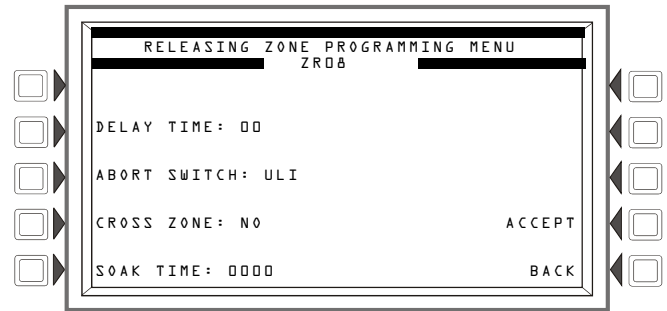 RELEASING ZONE PROGRAMMING MENU
ZR08
DELAY TIME: 00
ABORT SWITCH: ULI
CROSS ZONE: NO
ACCEPT
SOAK TIME: 0000
BACK